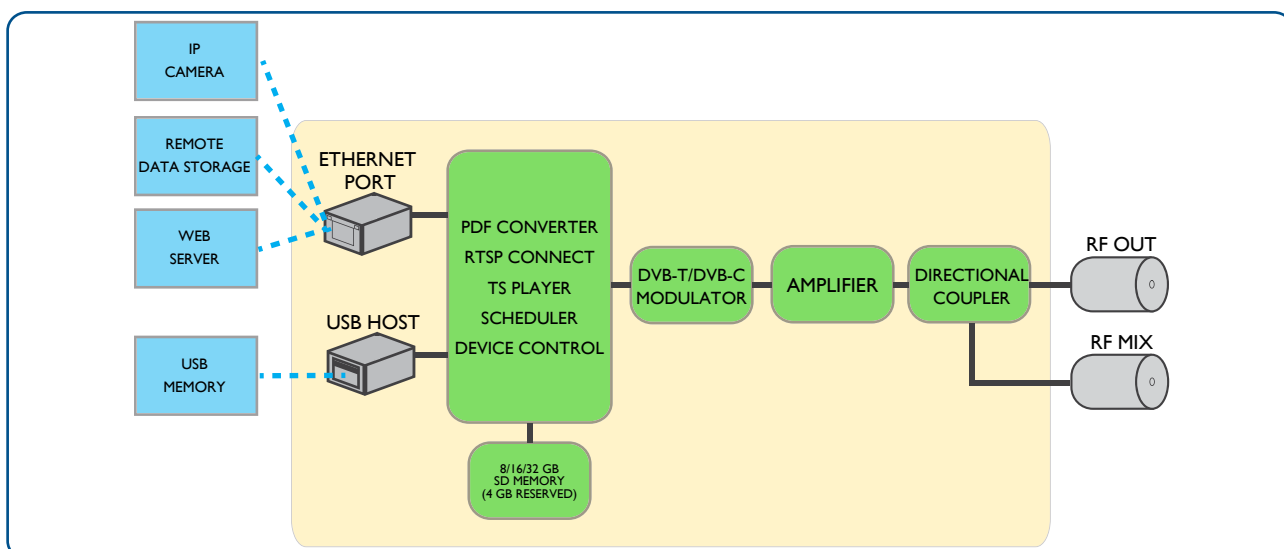 IP
CAMERA
REMOTE
DATA STORAGE
WEB
SERVER
USB
MEMORY
ETHERNET
PORT
USB HOST
PDF CONVERTER
RTSP CONNECT
TS PLAYER
SCHEDULER
DEVICE CONTROL
8/16/32 GB
SD MEMORY
(4 GB RESERVED)
DVB-T/DVB-C
MODULATOR
AMPLIFIER
DIRECTIONAL
COUPLER
RF OUT
RF MIX